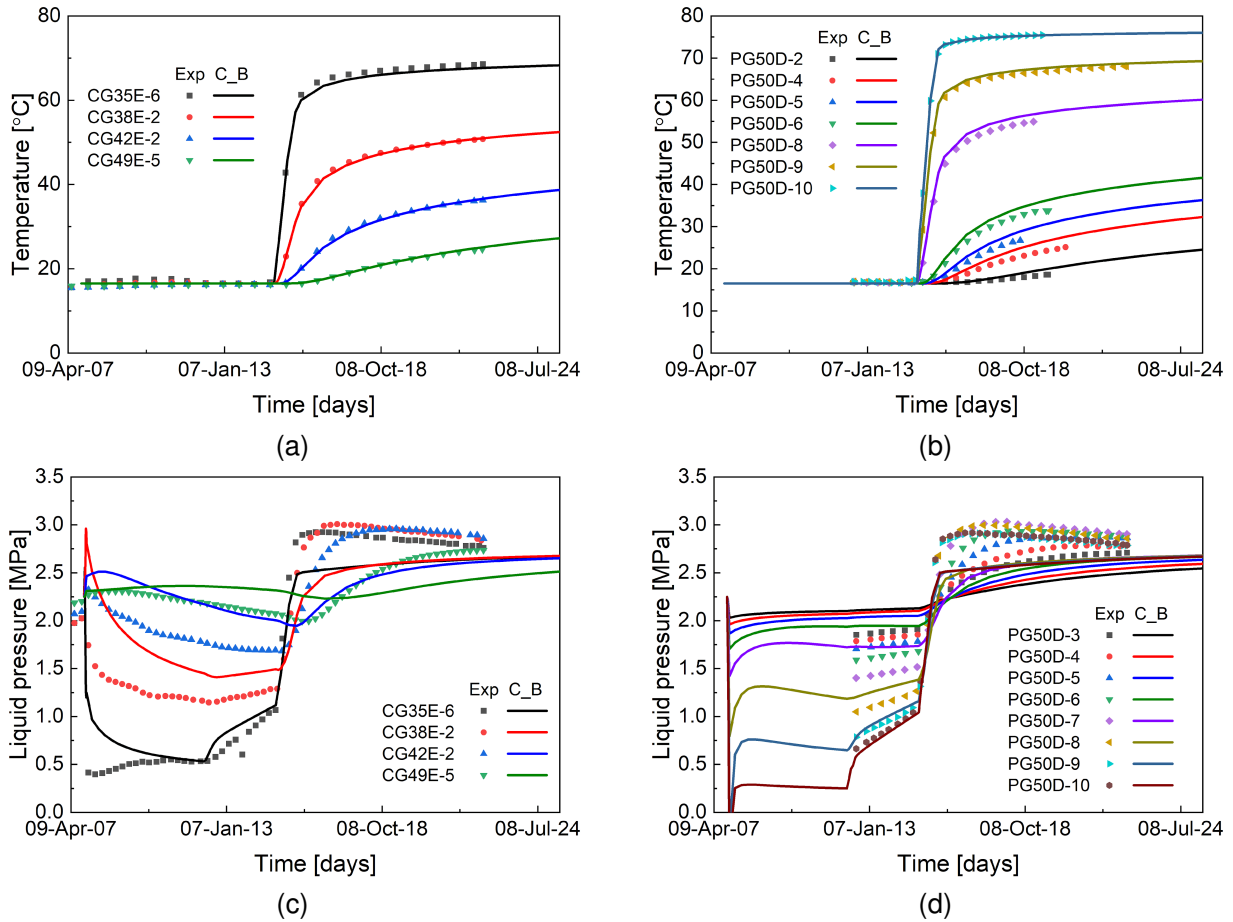 80
60
40
20
0
Temperature [°C]
Exp C_B
CG35E-6
CG38E-2
CG42E-2
CG49E-5
09-Apr-07 07-Jan-13 08-Oct-18 08-Jul-24
Time [days]
(a)
80
70
60
50
40
30
20
10
0
Temperature [°C]
Exp C_B
PG50D-2
PG50D-4
PG50D-5
PG50D-6
PG50D-8
PG50D-9
PG50D-10
09-Apr-07 07-Jan-13 08-Oct-18 08-Jul-24
Time [days]
(b)
3.5
3.0
2.5
2.0
1.5
1.0
0.5
0.0
Liquid pressure [MPa]
Exp C_B
CG35E-6
CG38E-2
CG42E-2
CG49E-5
09-Apr-07 07-Jan-13 08-Oct-18 08-Jul-24
Time [days]
(c)
3.5
3.0
2.5
2.0
1.5
1.0
0.5
0.0
Liquid pressure [MPa]
Exp C_B
PG50D-3
PG50D-4
PG50D-5
PG50D-6
PG50D-7
PG50D-8
PG50D-9
PG50D-10
09-Apr-07 07-Jan-13 08-Oct-18 08-Jul-24
Time [days]
(d)